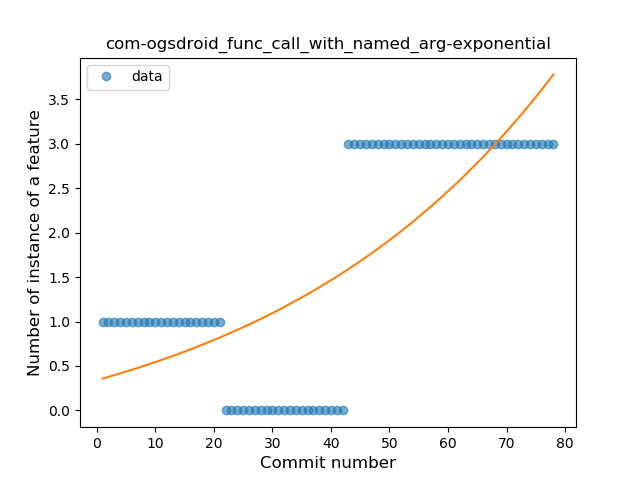 com-ogsdroid_func_call_with_named_arg-exponential
data
Number of instance of a feature
3.5
3.0
2.5
2.0
1.5
1.0
0.5
0.0
0 10 20 30 40 50 60 70 80
Commit number